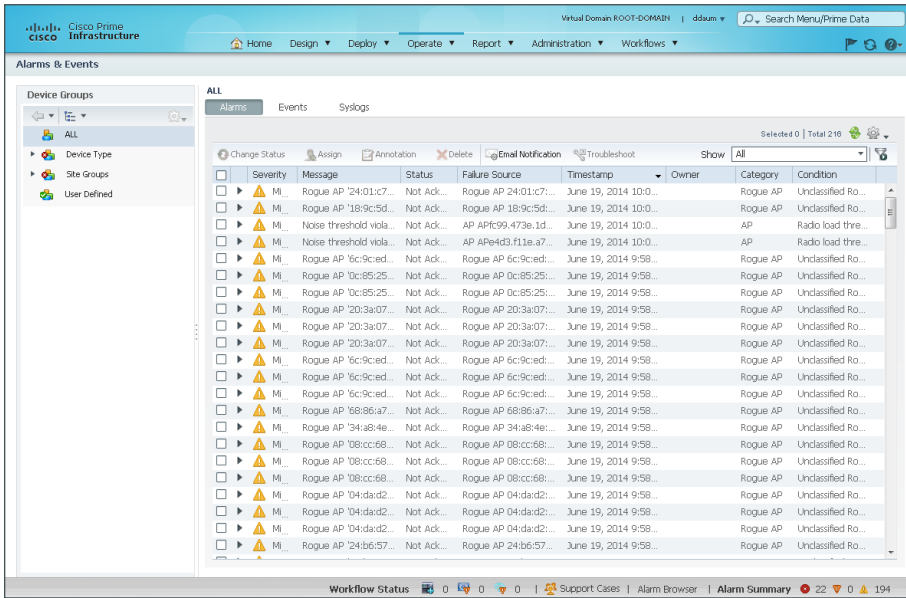 Virtual Domain ROOT-DOMAIN | ddaum Search Menu/Prime Data
cisco Cisco Prime
Infrastructure
Home Design Deploy Operate Report Administration Workflows
Alarms & Events
Device Groups
ALL
Device Type
Site Groups
User Defined
ALL
Alarms Events Syslogs
Selected 0 | Total 216
Change Status Assign Annotation Delete Email Notification Troubleshoot Show All
Severity Message Status Failure Source Timestamp Owner Category Condition
Mi... Rogue AP '24:01:c7:... Not Ack... Rogue AP 24:01:c7:... June 19, 2014 10:0... Rogue AP Unclassified Ro...
Mi... Rogue AP '18:9c:5d:... Not Ack... Rogue AP 18:9c:5d:... June 19, 2014 10:0... Rogue AP Unclassified Ro...
Mi... Noise threshold viola... Not Ack... AP APfc99.473e.1d... June 19, 2014 10:0... AP Radio load thre...
Mi... Noise threshold viola... Not Ack... AP APe4d3.f11e.a7... June 19, 2014 10:0... AP Radio load thre...
Mi... Rogue AP '6c:9c:ed... Not Ack... Rogue AP 6c:9c:ed:... June 19, 2014 9:58... Rogue AP Unclassified Ro...
Mi... Rogue AP '0c:85:25... Not Ack... Rogue AP 0c:85:25:... June 19, 2014 9:58... Rogue AP Unclassified Ro...
Mi... Rogue AP '0c:85:25... Not Ack... Rogue AP 0c:85:25:... June 19, 2014 9:58... Rogue AP Unclassified Ro...
Mi... Rogue AP '20:3a:07... Not Ack... Rogue AP 20:3a:07:... June 19, 2014 9:58... Rogue AP Unclassified Ro...
Mi... Rogue AP '20:3a:07... Not Ack... Rogue AP 20:3a:07:... June 19, 2014 9:58... Rogue AP Unclassified Ro...
Mi... Rogue AP '20:3a:07... Not Ack... Rogue AP 20:3a:07:... June 19, 2014 9:58... Rogue AP Unclassified Ro...
Mi... Rogue AP '6c:9c:ed... Not Ack... Rogue AP 6c:9c:ed:... June 19, 2014 9:58... Rogue AP Unclassified Ro...
Mi... Rogue AP '6c:9c:ed... Not Ack... Rogue AP 6c:9c:ed:... June 19, 2014 9:58... Rogue AP Unclassified Ro...
Mi... Rogue AP '6c:9c:ed... Not Ack... Rogue AP 6c:9c:ed:... June 19, 2014 9:58... Rogue AP Unclassified Ro...
Mi... Rogue AP '68:86:a7... Not Ack... Rogue AP 68:86:a7:... June 19, 2014 9:58... Rogue AP Unclassified Ro...
Mi... Rogue AP '34:a8:4e... Not Ack... Rogue AP 34:a8:4e:... June 19, 2014 9:58... Rogue AP Unclassified Ro...
Mi... Rogue AP '08:cc:68... Not Ack... Rogue AP 08:cc:68:... June 19, 2014 9:58... Rogue AP Unclassified Ro...
Mi... Rogue AP '08:cc:68... Not Ack... Rogue AP 08:cc:68:... June 19, 2014 9:58... Rogue AP Unclassified Ro...
Mi... Rogue AP '08:cc:68... Not Ack... Rogue AP 08:cc:68:... June 19, 2014 9:58... Rogue AP Unclassified Ro...
Mi... Rogue AP '04:da:d2... Not Ack... Rogue AP 04:da:d2:... June 19, 2014 9:58... Rogue AP Unclassified Ro...
Mi... Rogue AP '04:da:d2... Not Ack... Rogue AP 04:da:d2:... June 19, 2014 9:58... Rogue AP Unclassified Ro...
Mi... Rogue AP '04:da:d2... Not Ack... Rogue AP 04:da:d2:... June 19, 2014 9:58... Rogue AP Unclassified Ro...
Mi... Rogue AP '24:b6:57... Not Ack... Rogue AP 24:b6:57... June 19, 2014 9:58... Rogue AP Unclassified Ro...
Workflow Status 0 0 0 | Support Cases | Alarm Browser | Alarm Summary 22 0 194